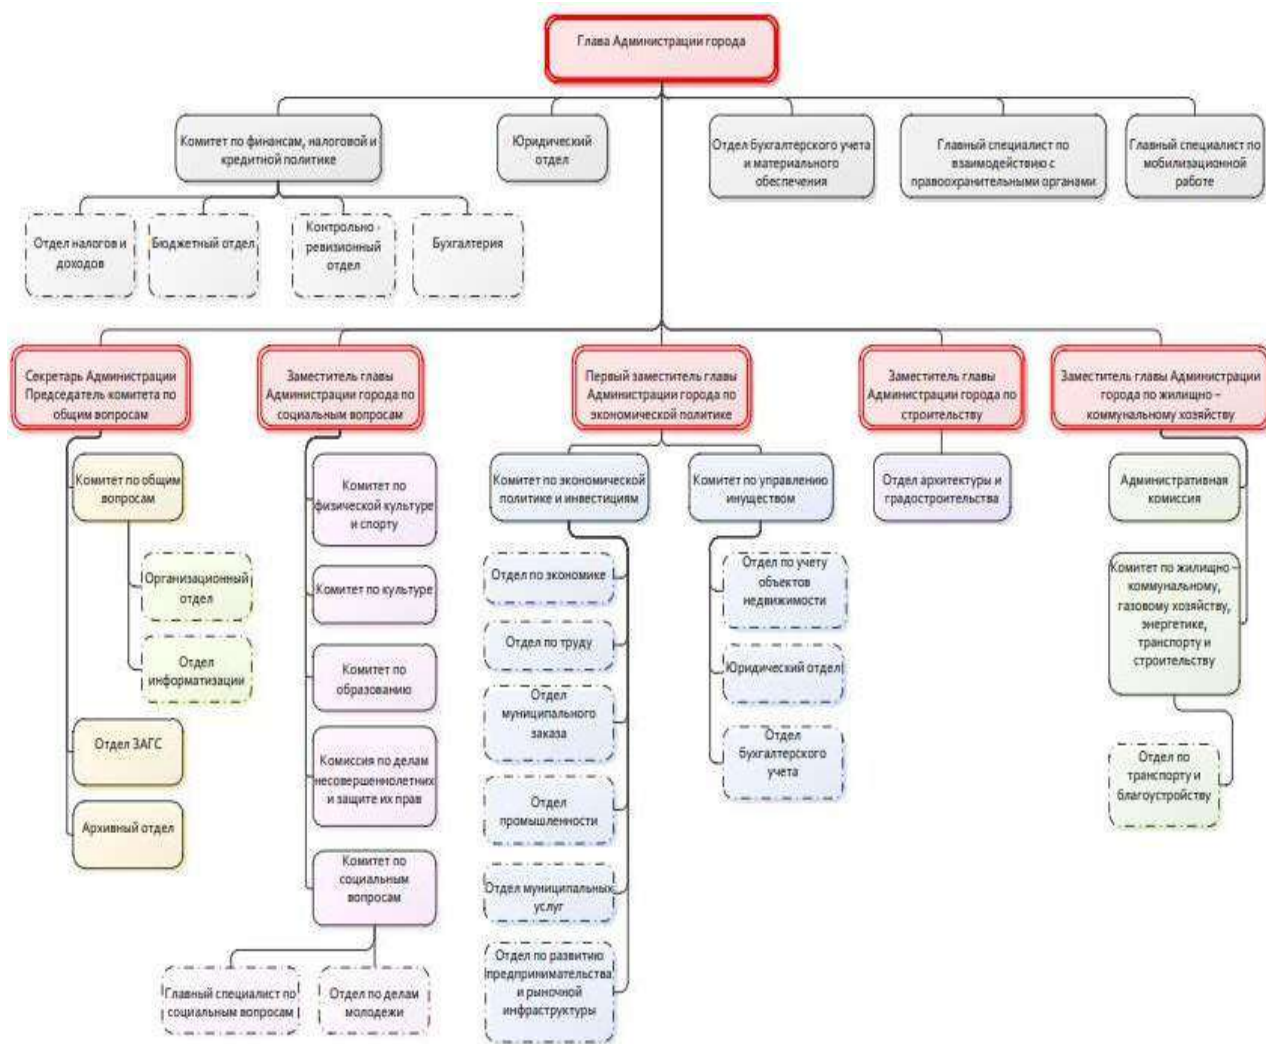 Глава Администрации города
Комитет по финансам, налоговой и
кредитной политике
Юридический
отдел
Отдел бухгалтерского учета
и материального
обеспечения
Главный специалист по
взаимодействию с
правоохранительными органами
Главный специалист по
мобилизационной
работе
Отдел налогов и
доходов
Бюджетный отдел
Контрольно -
ревизионный
отдел
Бухгалтерия
Секретарь Администрации
Председатель комитета по
общим вопросам
Заместитель главы
Администрации города по
социальным вопросам
Первый заместитель главы
Администрации города по
экономической политике
Заместитель главы
Администрации города по
строительству
Заместитель главы Администрации
города по жилищно –
коммунальному хозяйству
Комитет по общим
вопросам
Организационный
отдел
Отдел
информатизации
Отдел ЗАГС
Архивный отдел
Комитет по
физической культуре
и спорту
Комитет по культуре
Комитет по
образованию
Комиссия по делам
несовершеннолетних
и защите их прав
Комитет по
социальным
вопросам
Главный специалист по
социальным вопросам
Отдел по делам
молодежи
Комитет по экономической
политике и инвестициям
Отдел по экономике
Отдел по труду
Отдел
муниципального
заказа
Отдел
промышленности
Отдел муниципальных
услуг
Отдел по развитию
предпринимательства
и рыночной
инфраструктуры
Комитет по управлению
инуществом
Отдел по учету
объектов
недвижимости
Юридический отдел
Отдел
бухгалтерского
учета
Отдел архитектуры и
градостроительства
Административная
комиссия
Комитет по жилищно –
коммунальному,
газовому хозяйству,
энергетике,
транспорту и
строительству
Отдел по
транспорту и
благоустройству